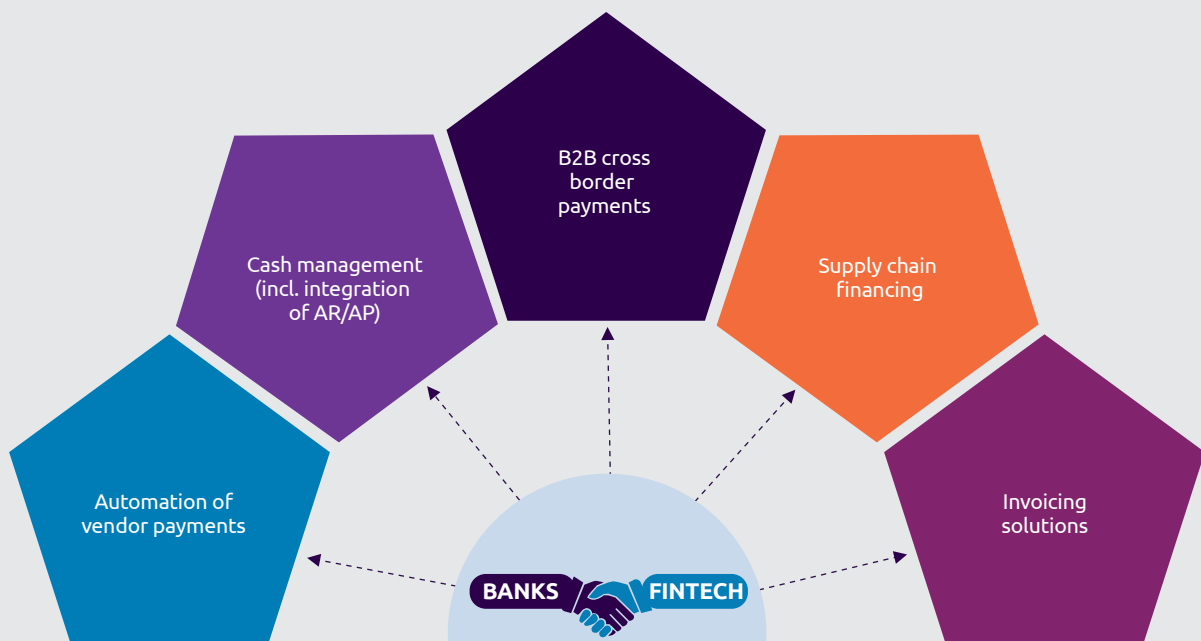 B2B cross
border
payments
Cash management
(incl. integration
of AR/AP)
Supply chain
financing
Automation of
vendor payments
Invoicing
solutions
BANKS
FINTECH